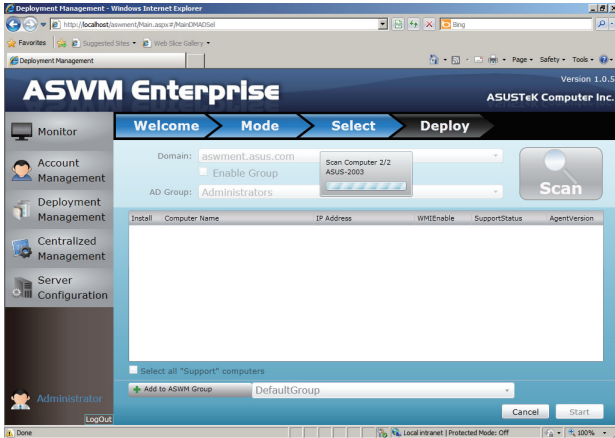 Deployment Management - Windows Internet Explorer
http://localhost/aswment/Main.aspx#/MainDMADSel
Bing
Favorites
Suggested Sites
Web Slice Gallery
Deployment Management
Page
Safety
Tools
ASWM Enterprise
Version 1.0.5
ASUSTeK Computer Inc.
Monitor
Account Management
Deployment Management
Centralized Management
Server Configuration
Administrator
LogOut
Welcome
Mode
Select
Deploy
Domain:
aswment.asus.com
Enable Group
AD Group:
Administrators
Scan Computer 2/2
ASUS-2003
Scan
Install
Computer Name
IP Address
WMIEnable
SupportStatus
AgentVersion
Select all "Support" computers
Add to ASWM Group
DefaultGroup
Cancel
Start
Done
Local intranet | Protected Mode: Off
100%